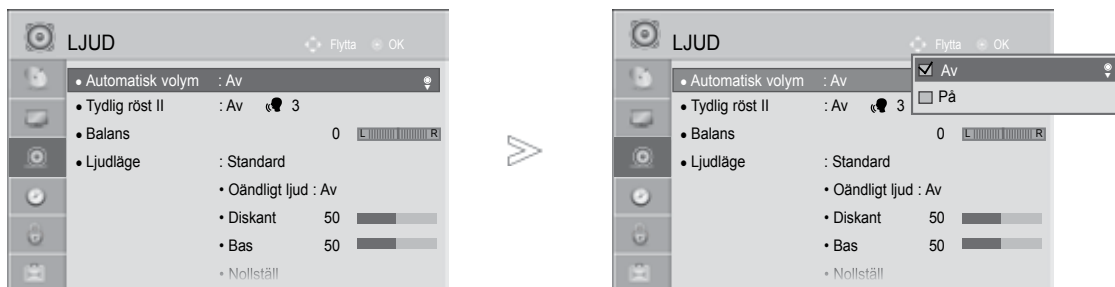 LJUD
Flytta OK
• Automatisk volym : Av
• Tydlig röst II : Av 3
• Balans 0 L R
• Ljudläge : Standard
• Oändligt ljud : Av
• Diskant 50
• Bas 50
• Nollställ
LJUD
Flytta OK
• Automatisk volym : Av
Av
På
• Tydlig röst II : Av 3
• Balans 0 L R
• Ljudläge : Standard
• Oändligt ljud : Av
• Diskant 50
• Bas 50
• Nollställ